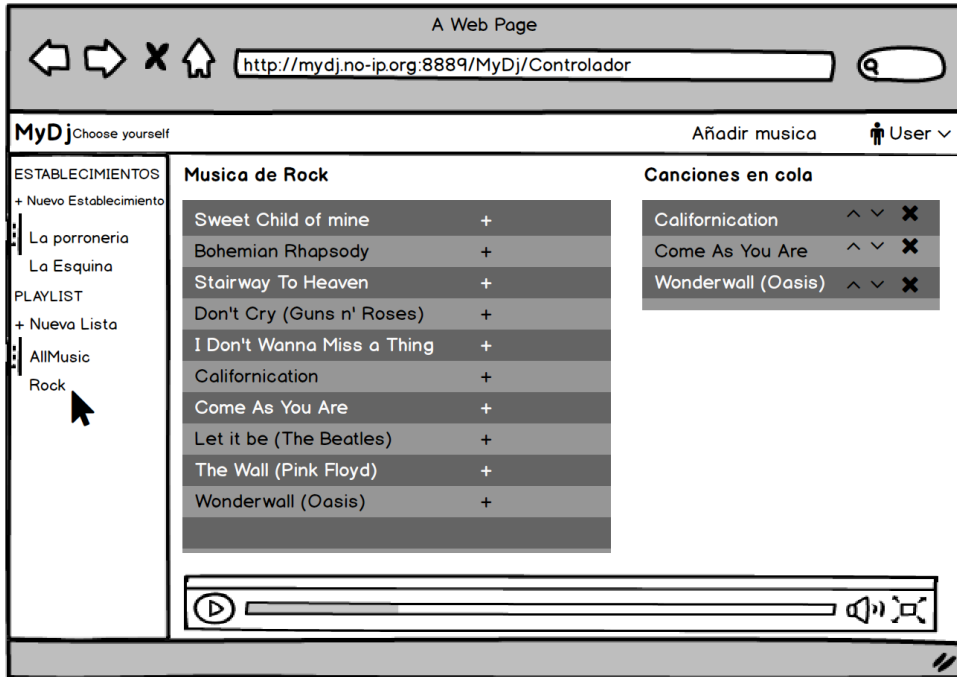 A Web Page
http://mydj.no-ip.org:8889/MyDj/Controlador
MyDj Choose yourself
Añadir musica
User
ESTABLECIMIENTOS
+ Nuevo Establecimiento
La porroneria
La Esquina
PLAYLIST
+ Nueva Lista
AllMusic
Rock
Musica de Rock
Sweet Child of mine +
Bohemian Rhapsody +
Stairway To Heaven +
Don't Cry (Guns n' Roses) +
I Don't Wanna Miss a Thing +
Californication +
Come As You Are +
Let it be (The Beatles) +
The Wall (Pink Floyd) +
Wonderwall (Oasis) +
Canciones en cola
Californication
Come As You Are
Wonderwall (Oasis)